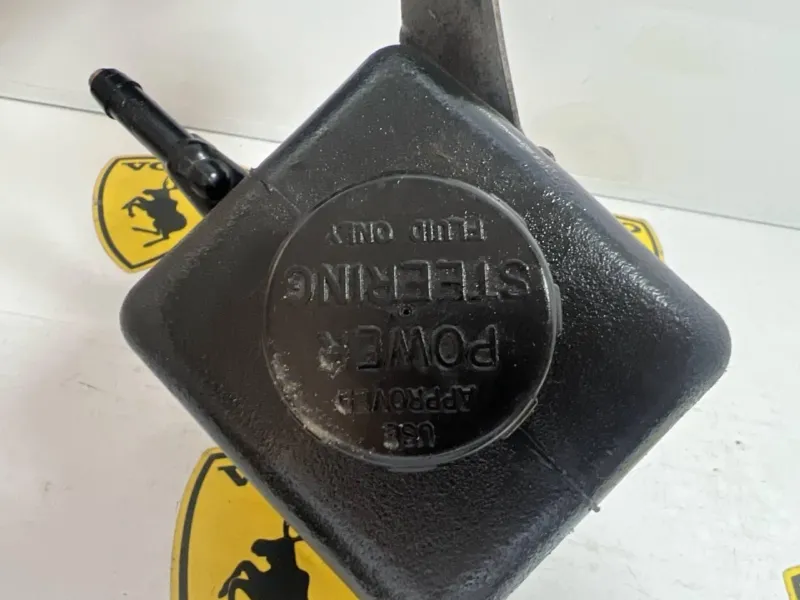 USE
APPROVED
POWER
STEERING
FLUID ONLY